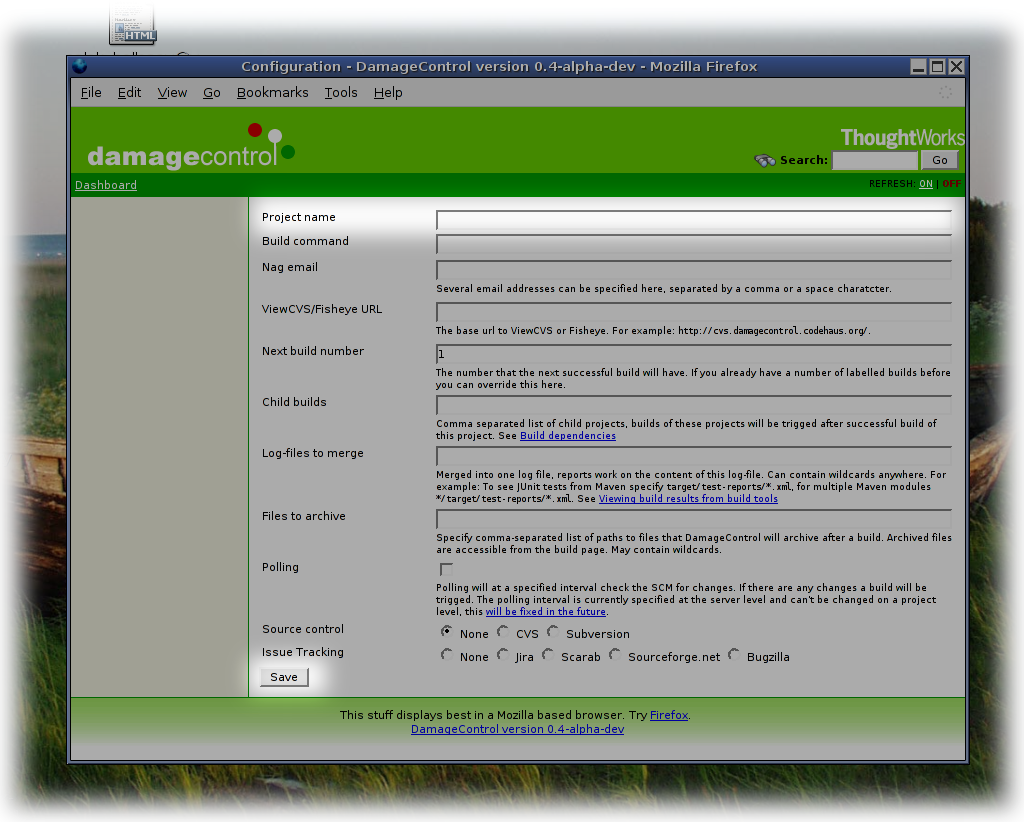 HTML
Configuration - DamageControl version 0.4-alpha-dev - Mozilla Firefox
File Edit View Go Bookmarks Tools Help
damagecontrol
ThoughtWorks
Search: Go
Dashboard
REFRESH: ON | OFF
Project name
Build command
Nag email
Several email addresses can be specified here, separated by a comma or a space charatcter.
ViewCVS/Fisheye URL
The base url to ViewCVS or Fisheye. For example: http://cvs.damagecontrol.codehaus.org/.
Next build number 1
The number that the next successful build will have. If you already have a number of labelled builds before
you can override this here.
Child builds
Comma separated list of child projects, builds of these projects will be triggered after successful build of
this project. See Build dependencies
Log-files to merge
Merged into one log file, reports work on the content of this log-file. Can contain wildcards anywhere. For
example: To see JUnit tests from Maven specify target/test-reports/*.xml, for multiple Maven modules
*/target/test-reports/*.xml. See Viewing build results from build tools
Files to archive
Specify comma-separated list of paths to files that DamageControl will archive after a build. Archived files
are accessible from the build page. May contain wildcards.
Polling
Polling will at a specified interval check the SCM for changes. If there are any changes a build will be
triggered. The polling interval is currently specified at the server level and can't be changed on a project
level, this will be fixed in the future.
Source control None CVS Subversion
Issue Tracking None Jira Scarab Sourceforge.net Bugzilla
Save
This stuff displays best in a Mozilla based browser. Try Firefox.
DamageControl version 0.4-alpha-dev